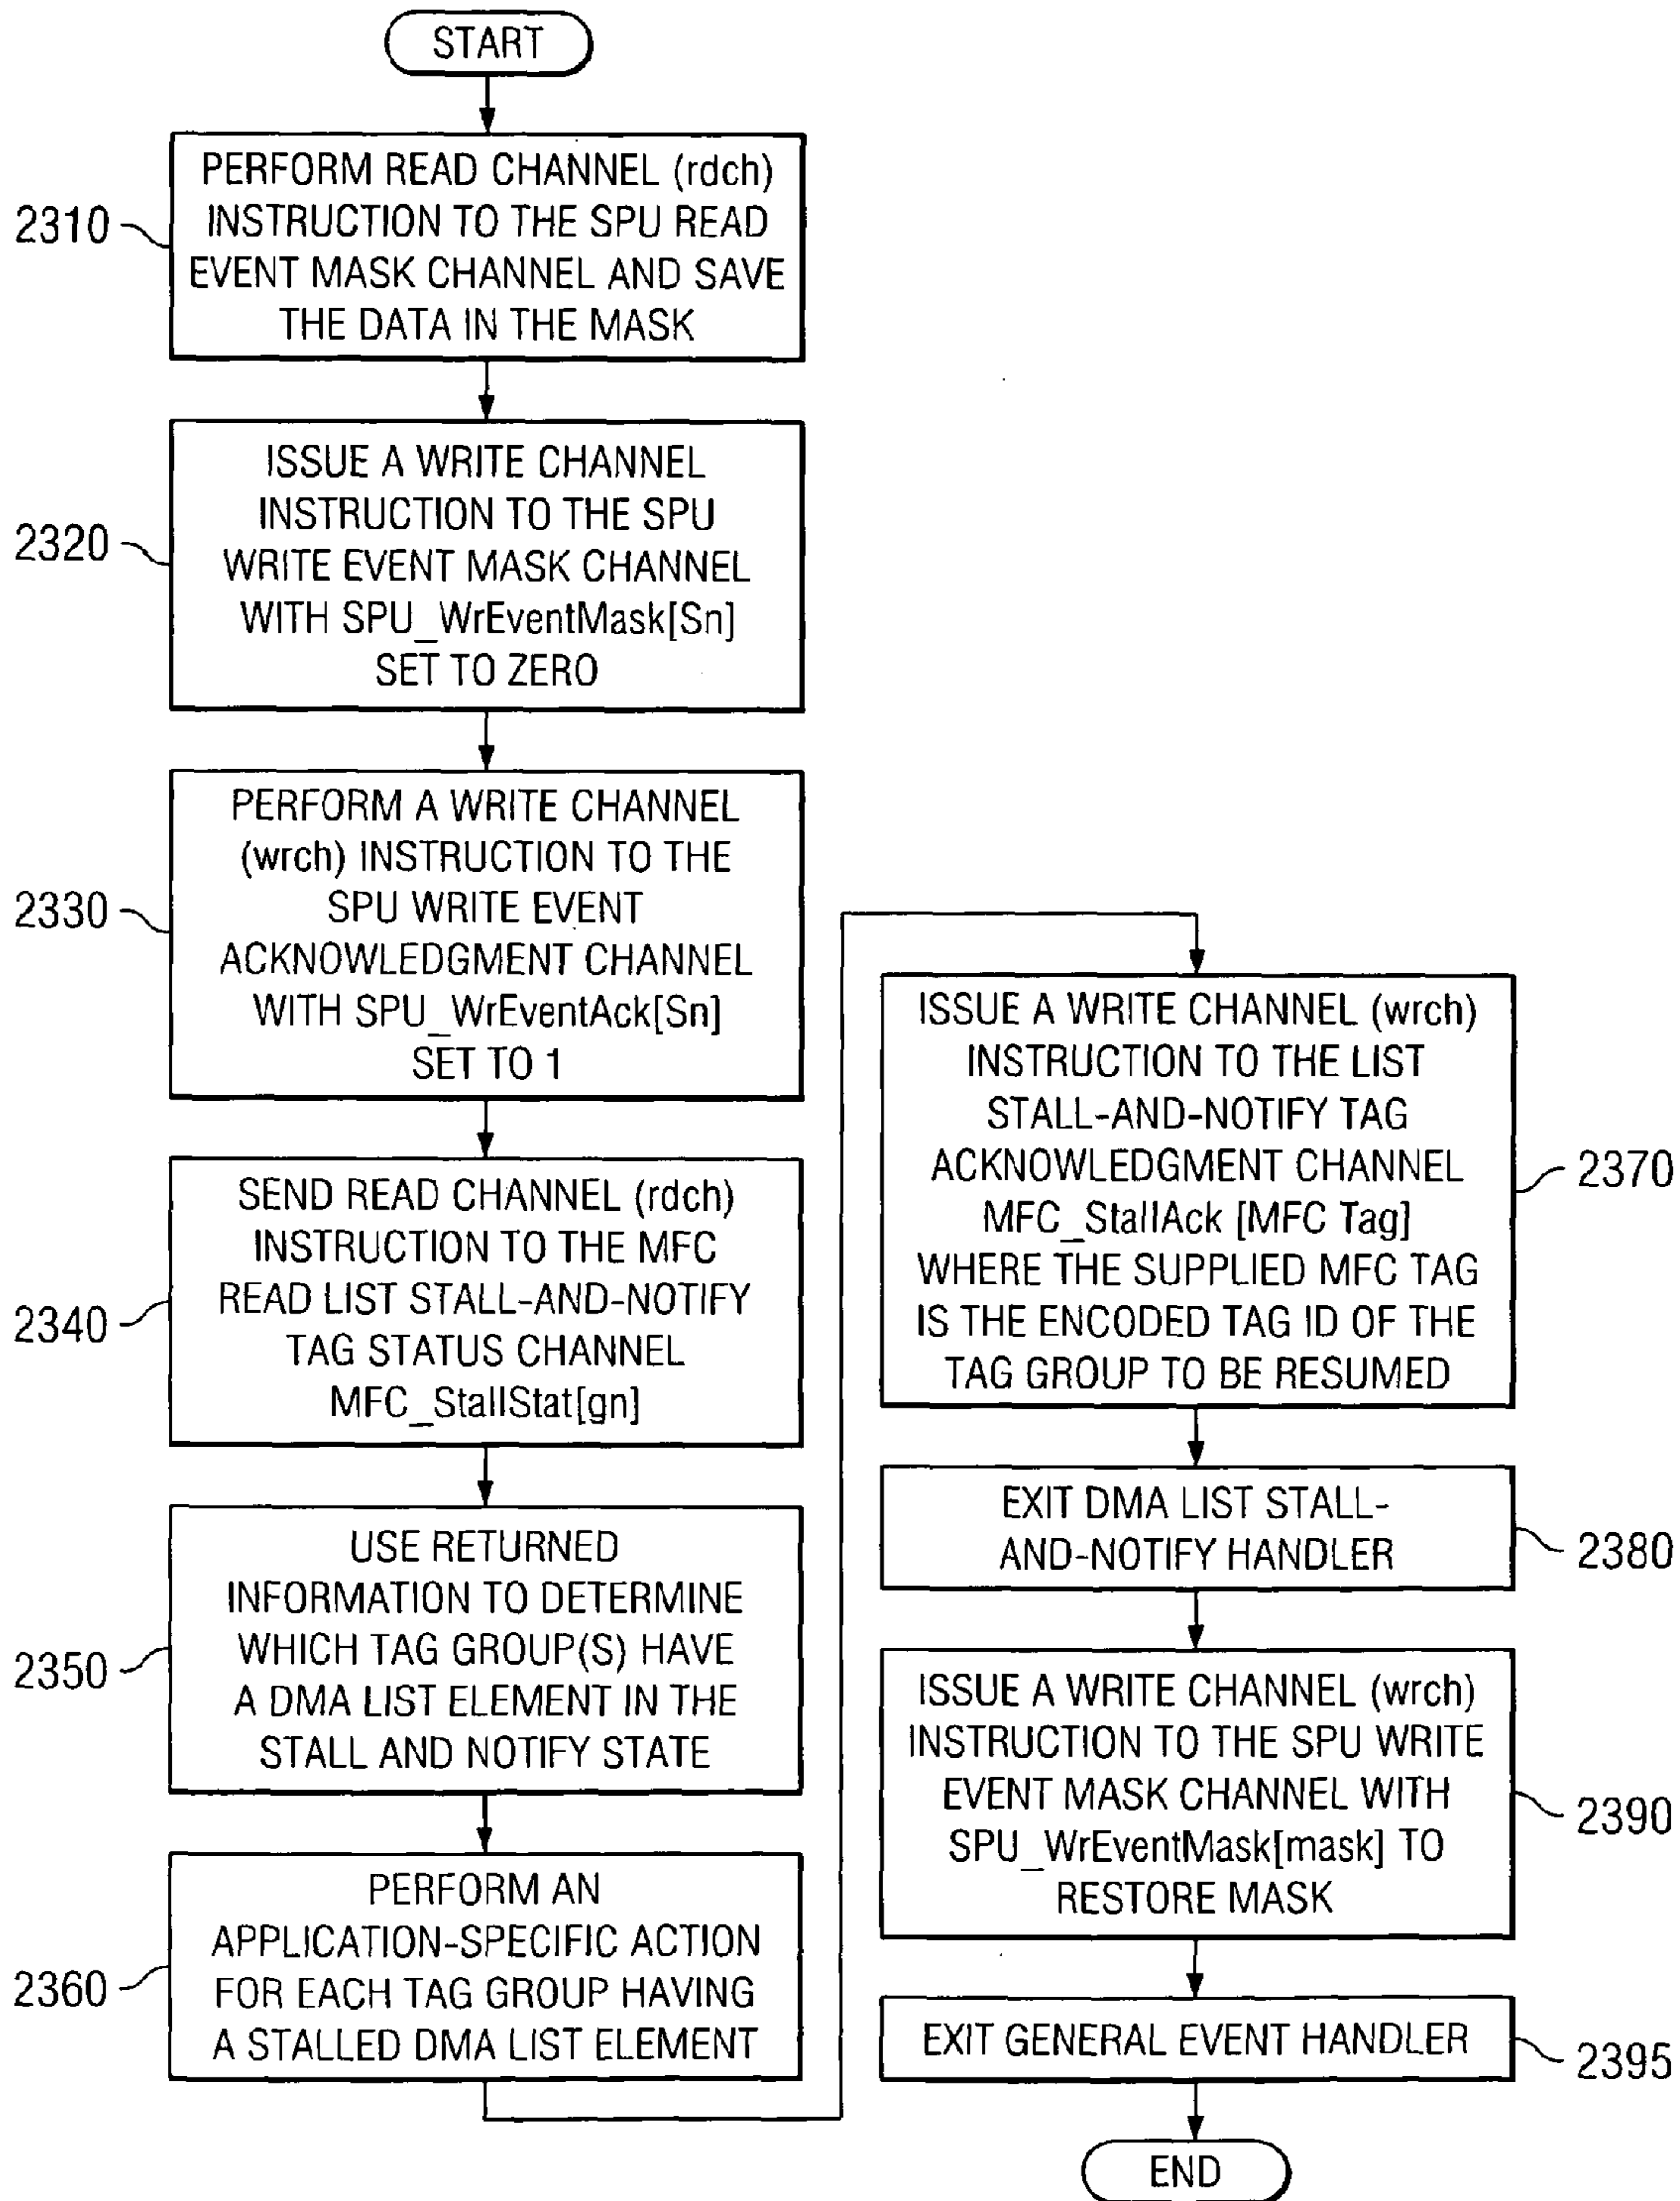 START
PERFORM READ CHANNEL (rdch)
INSTRUCTION TO THE SPU READ
EVENT MASK CHANNEL AND SAVE
THE DATA IN THE MASK
2310
ISSUE A WRITE CHANNEL
INSTRUCTION TO THE SPU
WRITE EVENT MASK CHANNEL
WITH SPU_WrEventMask[Sn]
SET TO ZERO
2320
PERFORM A WRITE CHANNEL
(wrch) INSTRUCTION TO THE
SPU WRITE EVENT
ACKNOWLEDGMENT CHANNEL
WITH SPU_WrEventAck[Sn]
SET TO 1
2330
SEND READ CHANNEL (rdch)
INSTRUCTION TO THE MFC
READ LIST STALL-AND-NOTIFY
TAG STATUS CHANNEL
MFC_StallStat[gn]
2340
USE RETURNED
INFORMATION TO DETERMINE
WHICH TAG GROUP(S) HAVE
A DMA LIST ELEMENT IN THE
STALL AND NOTIFY STATE
2350
PERFORM AN
APPLICATION-SPECIFIC ACTION
FOR EACH TAG GROUP HAVING
A STALLED DMA LIST ELEMENT
2360
ISSUE A WRITE CHANNEL (wrch)
INSTRUCTION TO THE LIST
STALL-AND-NOTIFY TAG
ACKNOWLEDGMENT CHANNEL
MFC_StallAck [MFC Tag]
WHERE THE SUPPLIED MFC TAG
IS THE ENCODED TAG ID OF THE
TAG GROUP TO BE RESUMED
2370
EXIT DMA LIST STALL-
AND-NOTIFY HANDLER
2380
ISSUE A WRITE CHANNEL (wrch)
INSTRUCTION TO THE SPU WRITE
EVENT MASK CHANNEL WITH
SPU_WrEventMask[mask] TO
RESTORE MASK
2390
EXIT GENERAL EVENT HANDLER
2395
END